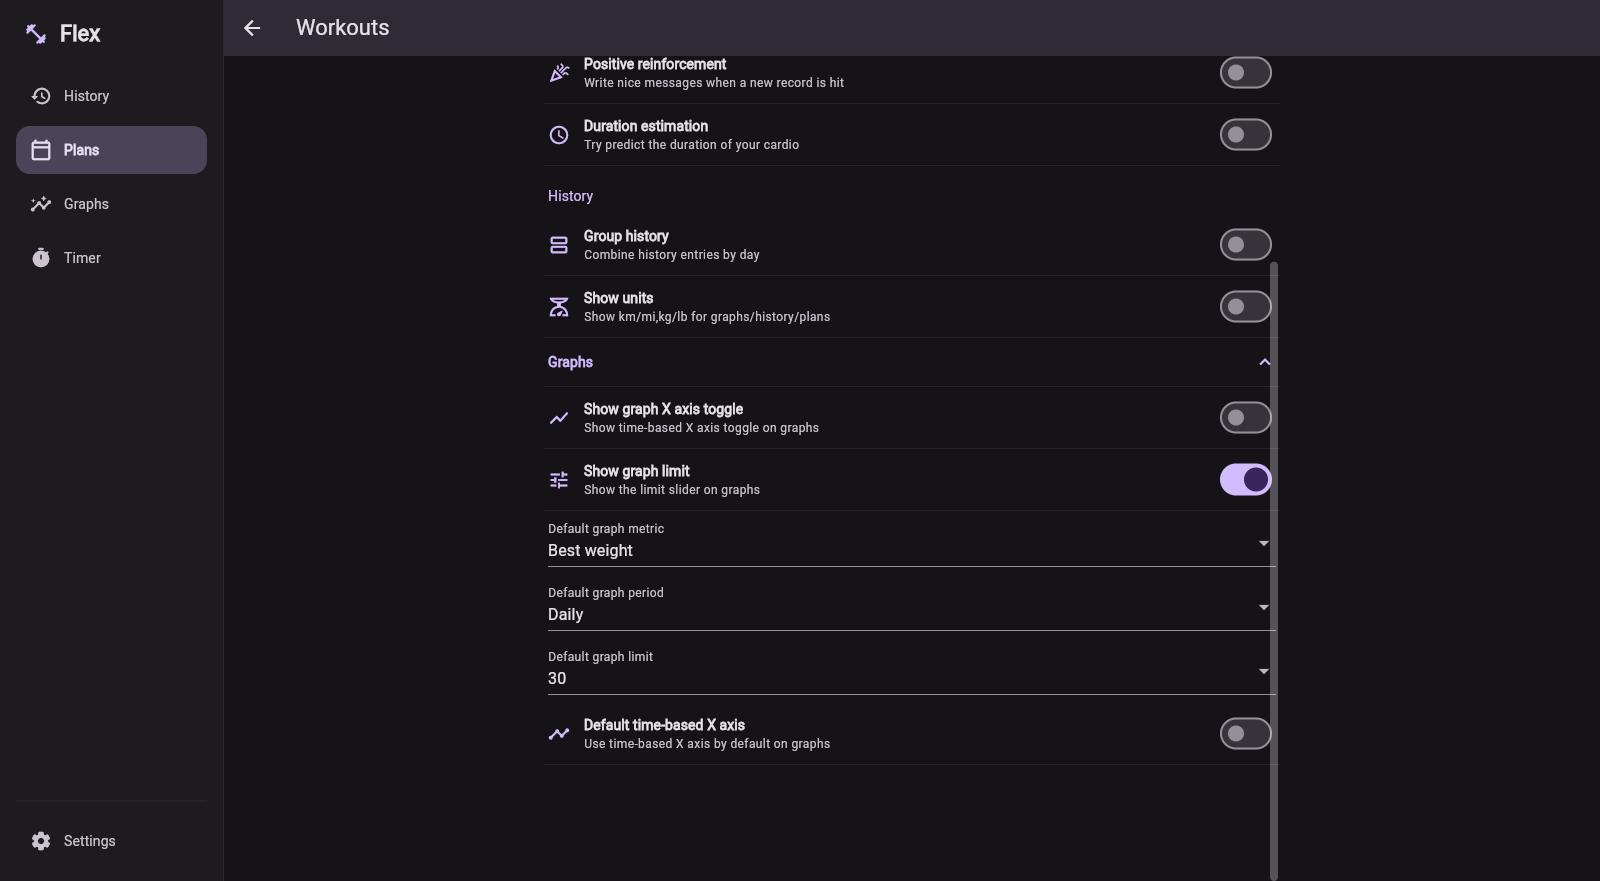 Flex
Workouts
History
Plans
Graphs
Timer
Settings
Positive reinforcement
Write nice messages when a new record is hit
Duration estimation
Try predict the duration of your cardio
History
Group history
Combine history entries by day
Show units
Show km/mi,kg/lb for graphs/history/plans
Graphs
Show graph X axis toggle
Show time-based X axis toggle on graphs
Show graph limit
Show the limit slider on graphs
Default graph metric
Best weight
Default graph period
Daily
Default graph limit
30
Default time-based X axis
Use time-based X axis by default on graphs